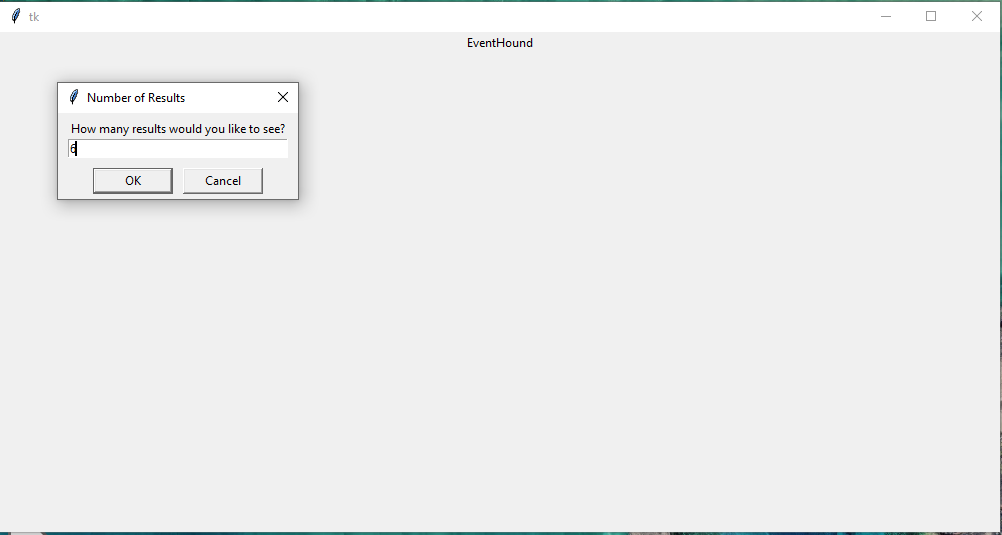 tk
EventHound
Number of Results
How many results would you like to see?
6
OK Cancel